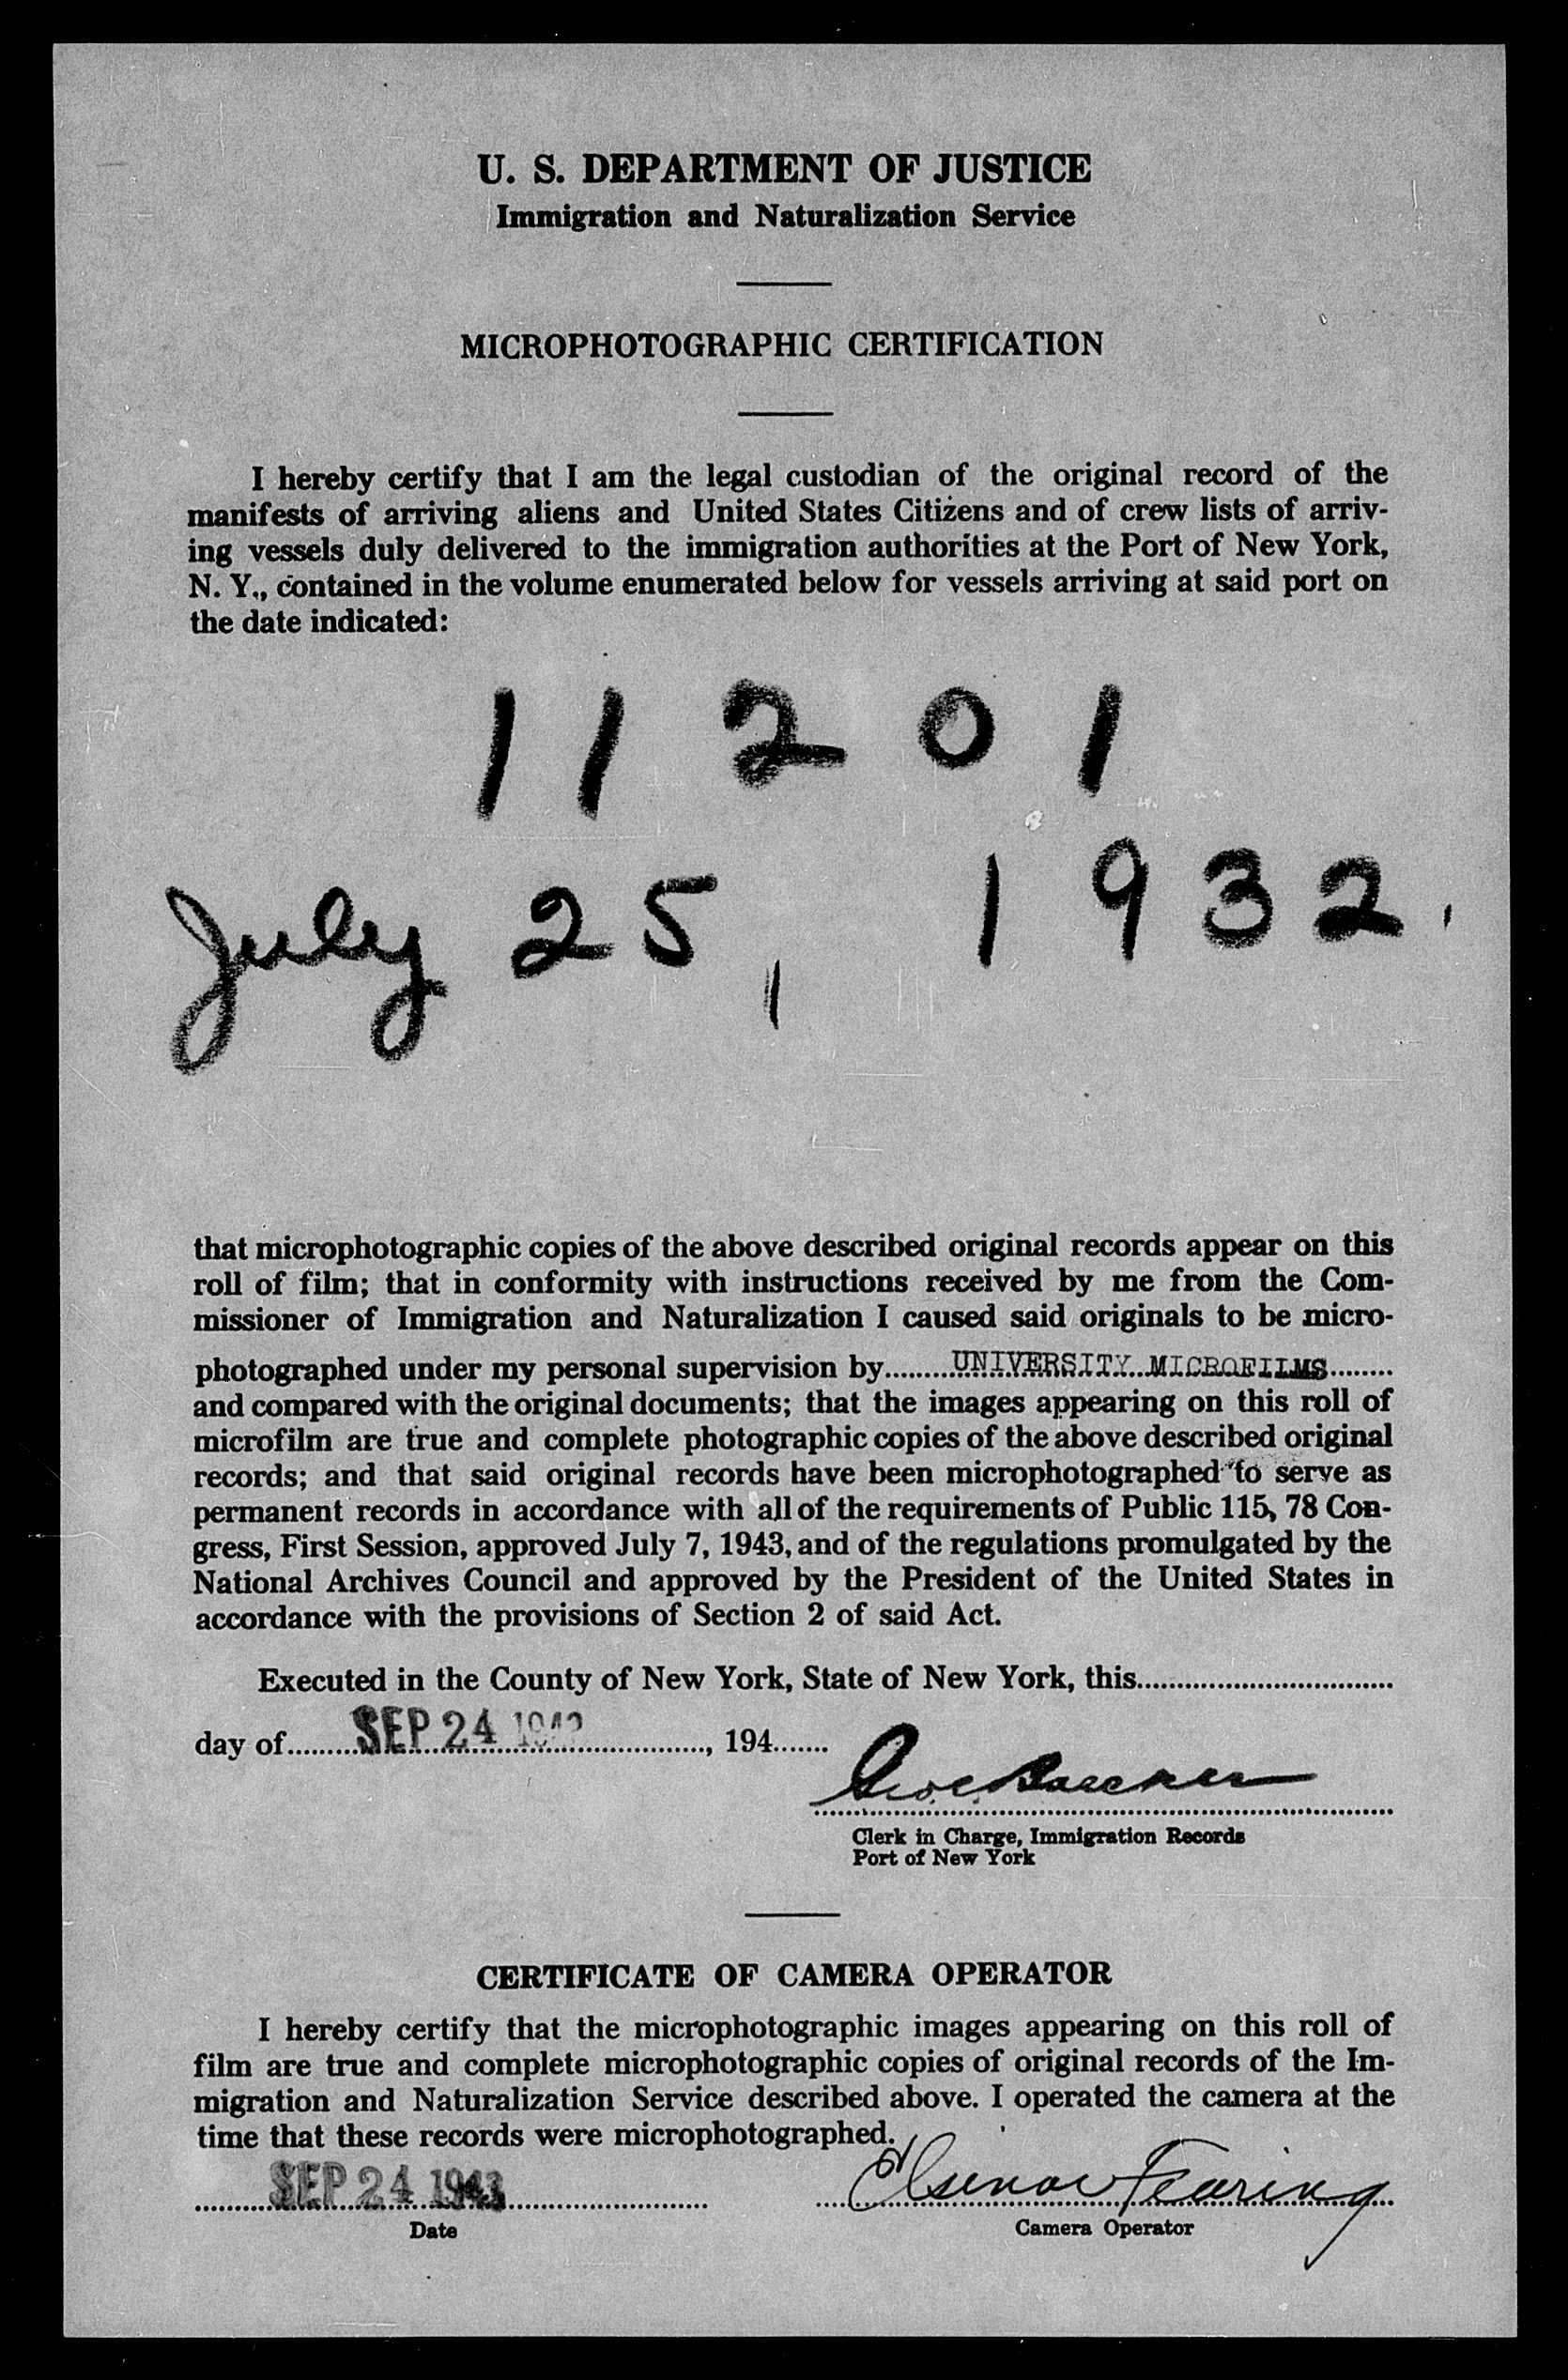 U. S. DEPARTMENT OF JUSTICE
Immigration and Naturalization Service
MICROPHOTOGRAPHIC CERTIFICATION
I hereby certify that I am the legal custodian of the original record of the
manifests of arriving aliens and United States Citizens and of crew lists of arriv-
ing vessels duly delivered to the immigration authorities at the Port of New York,
N. Y., contained in the volume enumerated below for vessels arriving at said port on
the date indicated:
11201
July 25, 1932.
that microphotographic copies of the above described original records appear on this
roll of film; that in conformity with instructions received by me from the Com-
missioner of Immigration and Naturalization I caused said originals to be micro-
photographed under my personal supervision by UNIVERSITY MICROFILMS
and compared with the original documents; that the images appearing on this roll of
microfilm are true and complete photographic copies of the above described original
records; and that said original records have been microphotographed to serve as
permanent records in accordance with all of the requirements of Public 115, 78 Con-
gress, First Session, approved July 7, 1943, and of the regulations promulgated by the
National Archives Council and approved by the President of the United States in
accordance with the provisions of Section 2 of said Act.
Executed in the County of New York, State of New York, this
day of SEP 24 1943, 194
Clerk in Charge, Immigration Records
Port of New York
CERTIFICATE OF CAMERA OPERATOR
I hereby certify that the microphotographic images appearing on this roll of
film are true and complete microphotographic copies of original records of the Im-
migration and Naturalization Service described above. I operated the camera at the
time that these records were microphotographed.
SEP 24 1943 Fearing
Date Camera Operator